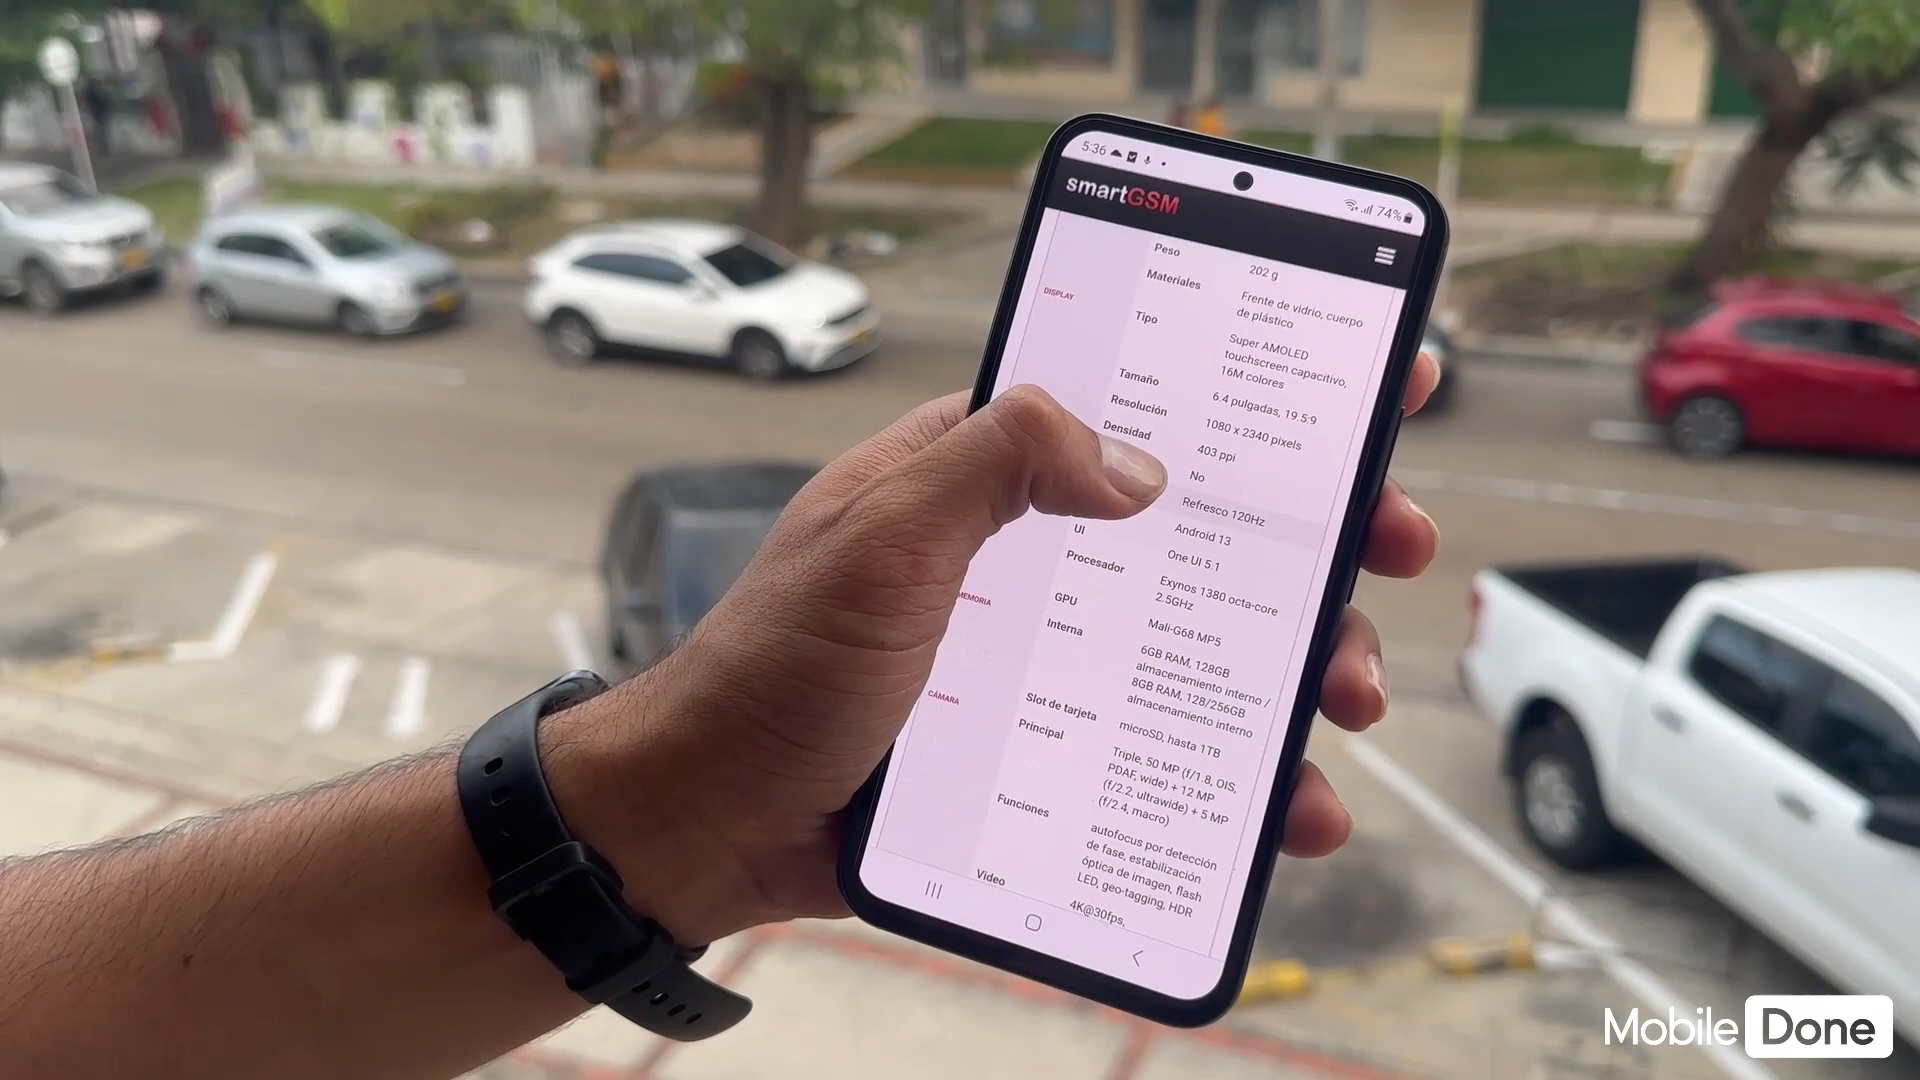 5:36
74%
smartGSM
Peso
202 g
Materiales
Frente de vidrio, cuerpo
de plástico
DISPLAY
Tipo
Super AMOLED
touchscreen capacitivo,
16M colores
Tamaño
6.4 pulgadas, 19.5:9
Resolución
1080 x 2340 pixels
Densidad
403 ppi
No
Refresco 120Hz
Android 13
UI
One UI 5.1
Procesador
Exynos 1380 octa-core
2.5GHz
GPU
Mali-G68 MP5
MEMORIA
Interna
6GB RAM, 128GB
almacenamiento interno /
8GB RAM, 128/256GB
almacenamiento interno
Slot de tarjeta
microSD, hasta 1TB
CÁMARA
Principal
Triple, 50 MP (f/1.8, OIS,
PDAF, wide) + 12 MP
(f/2.2, ultrawide) + 5 MP
(f/2.4, macro)
Funciones
autofocus por detección
de fase, estabilización
óptica de imagen, flash
LED, geo-tagging, HDR
Video
4K@30fps,
Mobile Done